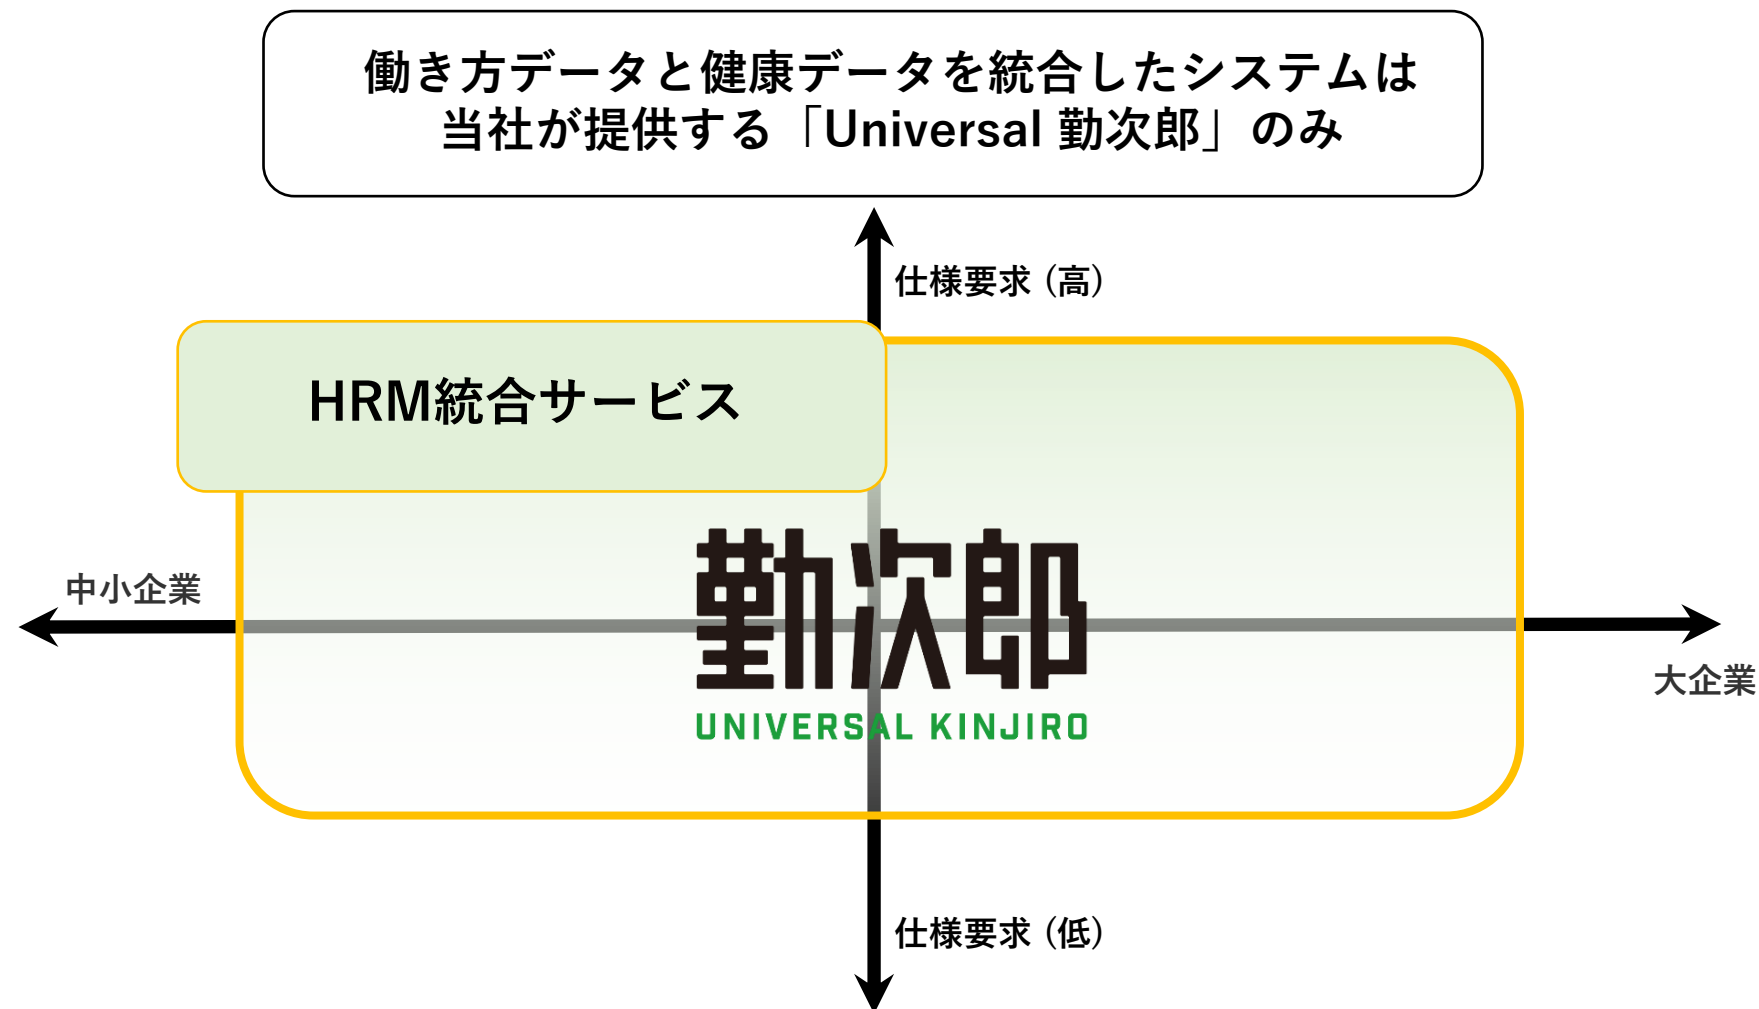 働き方データと健康データを統合したシステムは
当社が提供する「Universal 勤次郎」のみ
仕様要求（高）
HRM統合サービス
勤次郎
UNIVERSAL KINJIRO
中小企業
大企業
仕様要求（低）